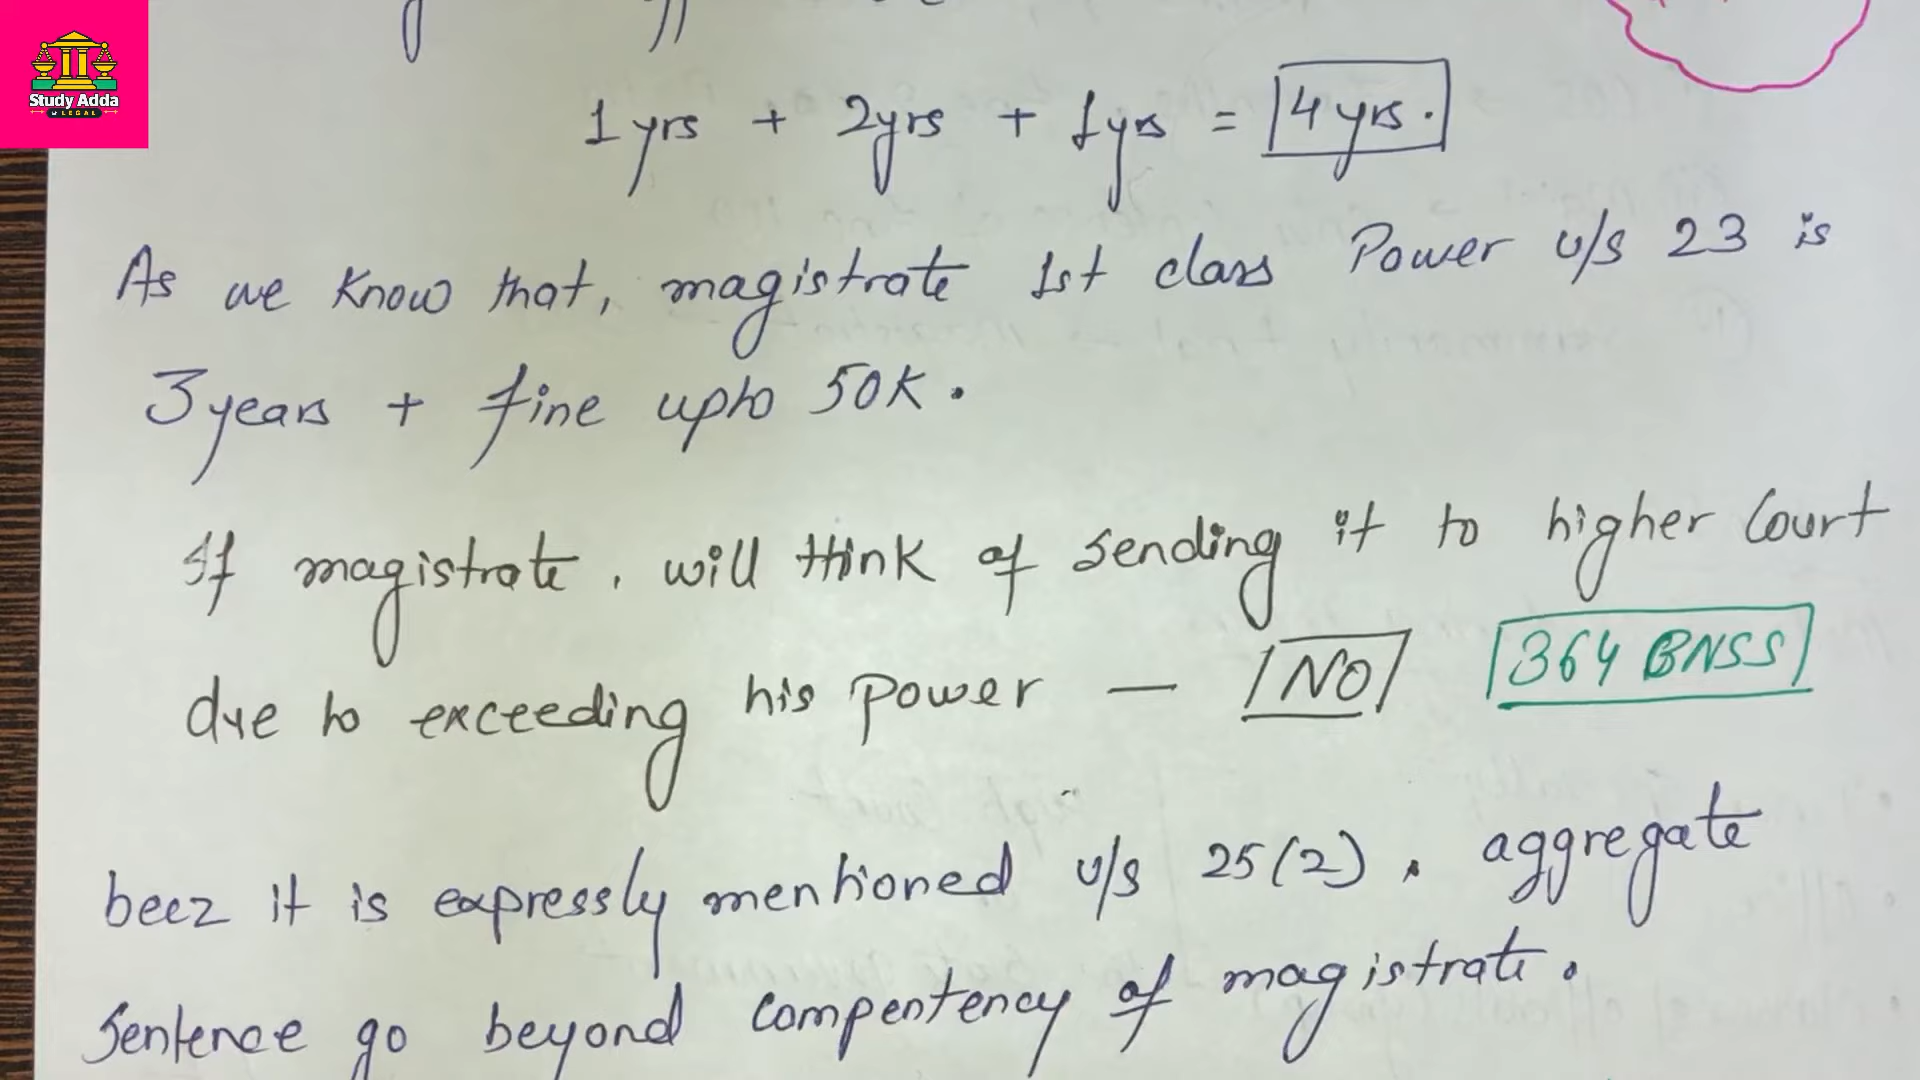 Study Adda
LEGAL
1 yrs + 2yrs + 1yrs = 4 yrs.
As we know that, magistrate 1st class Power u/s 23 is
3 years + fine upto 50K.
If magistrate, will think of sending it to higher Court
due to exceeding his power — NO 364 BNSS
becz it is expressly mentioned u/s 25(2). aggregate
Sentence go beyond compentency of magistrate.